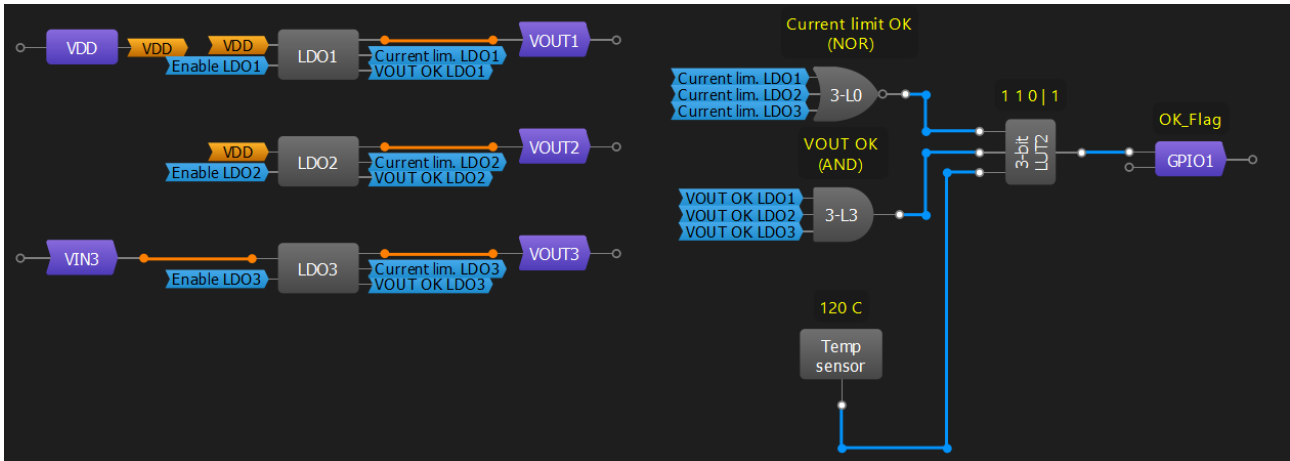 VDD
VDD
VDD
Enable LDO1
LDO1
Current lim. LDO1
VOUT OK LDO1
VOUT1
VDD
Enable LDO2
LDO2
Current lim. LDO2
VOUT OK LDO2
VOUT2
VIN3
Enable LDO3
LDO3
Current lim. LDO3
VOUT OK LDO3
VOUT3
Current limit OK
(NOR)
Current lim. LDO1
Current lim. LDO2
Current lim. LDO3
3-L0
VOUT OK
(AND)
VOUT OK LDO1
VOUT OK LDO2
VOUT OK LDO3
3-L3
120 C
Temp
sensor
1 1 0 | 1
3-bit
LUT2
OK_Flag
GPIO1